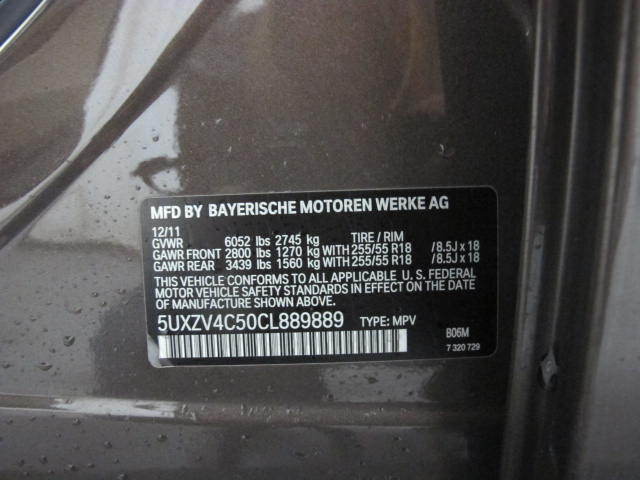 MFD BY BAYERISCHE MOTOREN WERKE AG
12/11
GVWR 6052 lbs 2745 kg TIRE / RIM
GAWR FRONT 2800 lbs 1270 kg WITH 255/55 R18 / 8.5J x 18
GAWR REAR 3439 lbs 1560 kg WITH 255/55 R18 / 8.5J x 18
THIS VEHICLE CONFORMS TO ALL APPLICABLE U. S. FEDERAL
MOTOR VEHICLE SAFETY STANDARDS IN EFFECT ON THE DATE
OF MANUFACTURE SHOWN ABOVE.
5UXZV4C50CL889889 TYPE: MPV
B06M
7 320 729